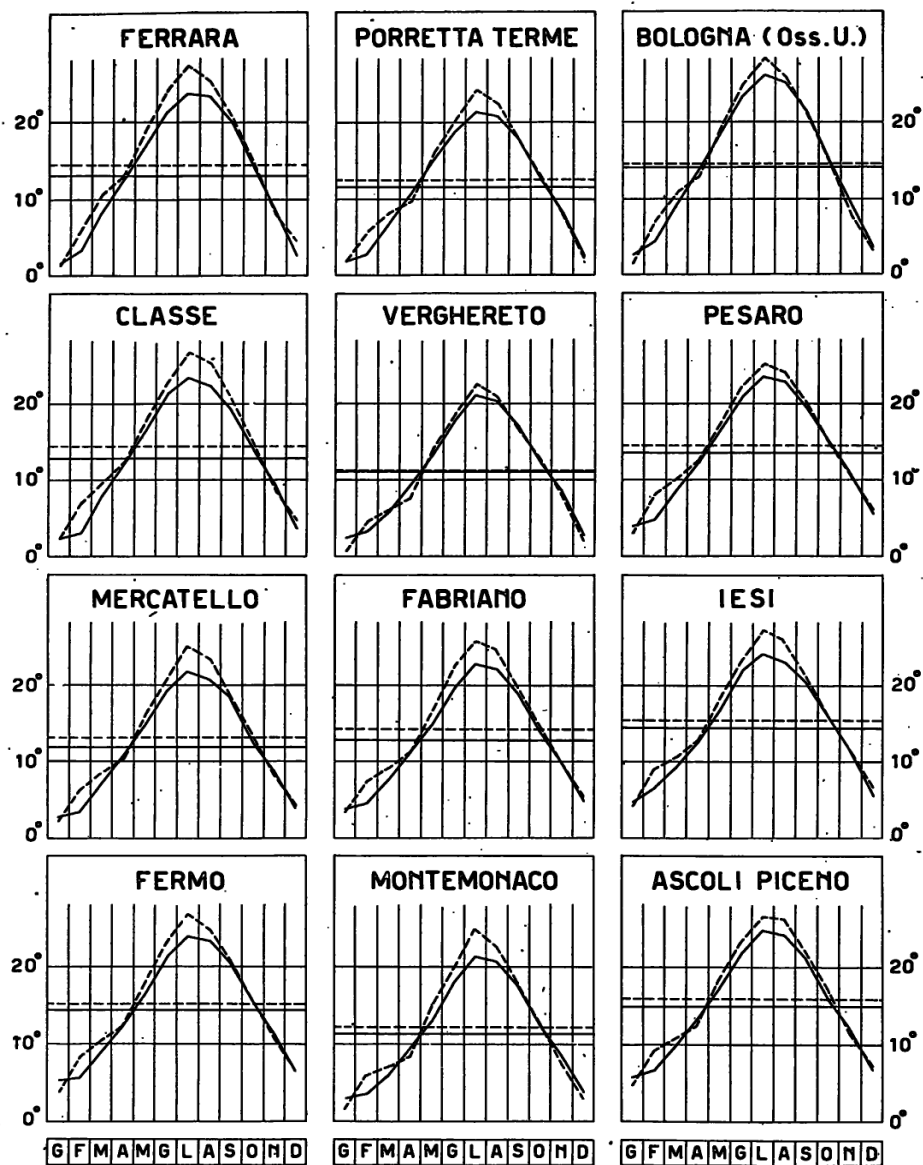 FERRARA PORRETTA TERME BOLOGNA (Oss.U.)
20° 20°
10° 10°
0° 0°
CLASSE VERGHERETO PESARO
20° 20°
10° 10°
0° 0°
MERCATELLO FABRIANO IESI
20° 20°
10° 10°
0° 0°
FERMO MONTEMONACO ASCOLI PICENO
20° 20°
10° 10°
0° 0°
G F M A M G L A S O N D G F M A M G L A S O N D G F M A M G L A S O N D